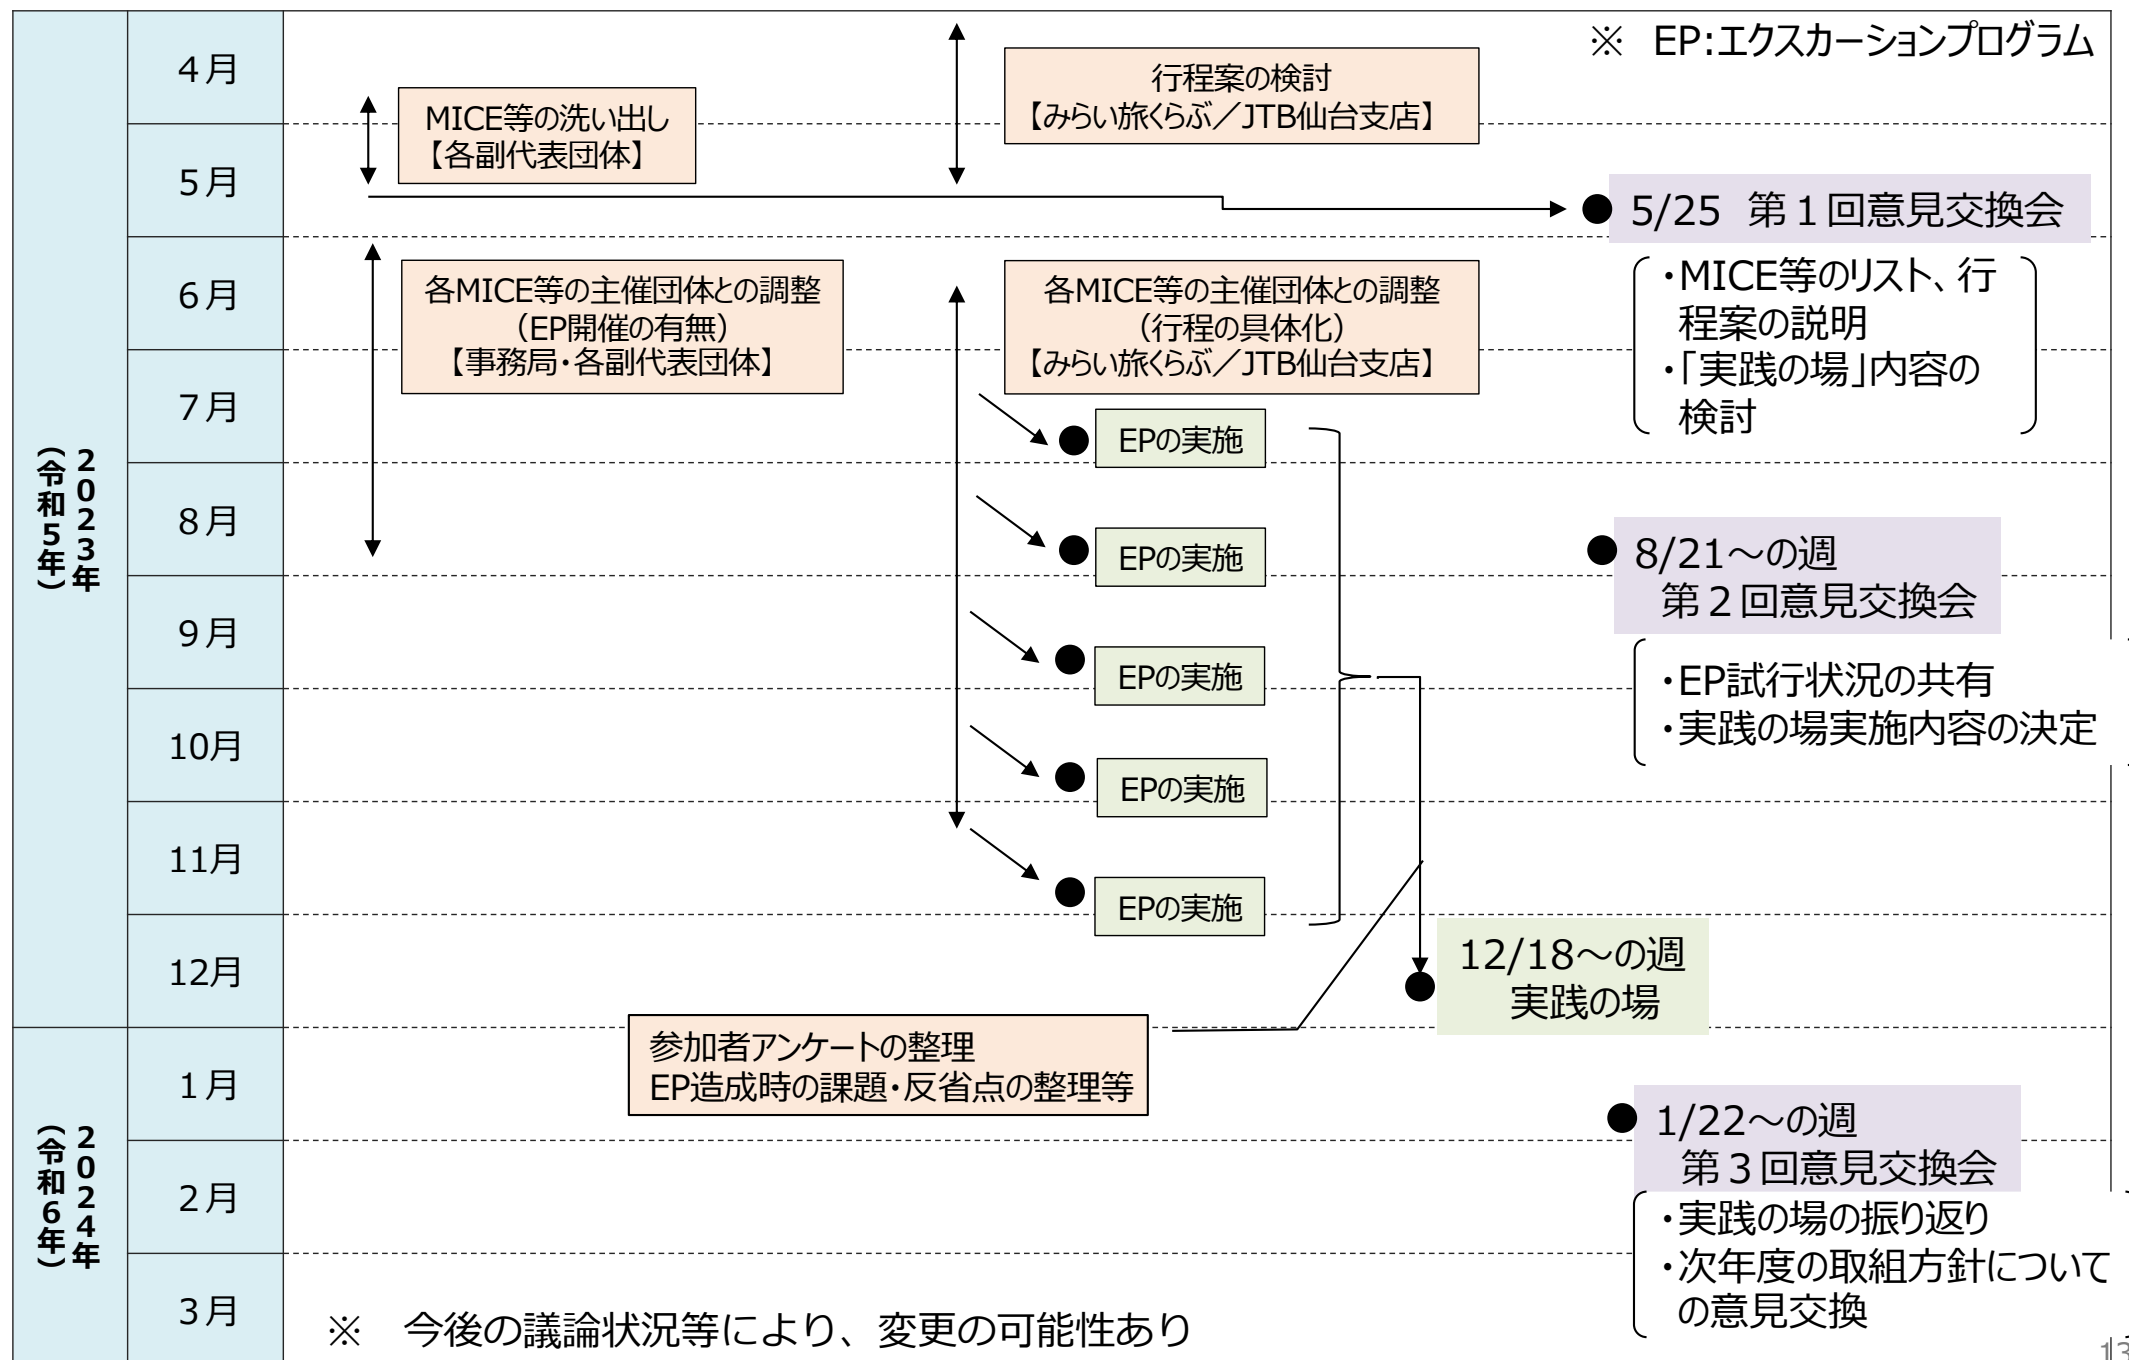 ※　EP:エクスカーションプログラム
2023年
（令和5年）
4月
5月
6月
7月
8月
9月
10月
11月
12月
2024年
（令和6年）
1月
2月
3月
MICE等の洗い出し
【各副代表団体】
行程案の検討
【みらい旅くらぶ／JTB仙台支店】
5/25　第１回意見交換会
・MICE等のリスト、行
程案の説明
・「実践の場」内容の
検討
各MICE等の主催団体との調整
（EP開催の有無）
【事務局・各副代表団体】
各MICE等の主催団体との調整
（行程の具体化）
【みらい旅くらぶ／JTB仙台支店】
EPの実施
EPの実施
EPの実施
EPの実施
EPの実施
8/21～の週
第２回意見交換会
・EP試行状況の共有
・実践の場実施内容の決定
12/18～の週
実践の場
参加者アンケートの整理
EP造成時の課題・反省点の整理等
1/22～の週
第３回意見交換会
・実践の場の振り返り
・次年度の取組方針について
の意見交換
※　今後の議論状況等により、変更の可能性あり
13